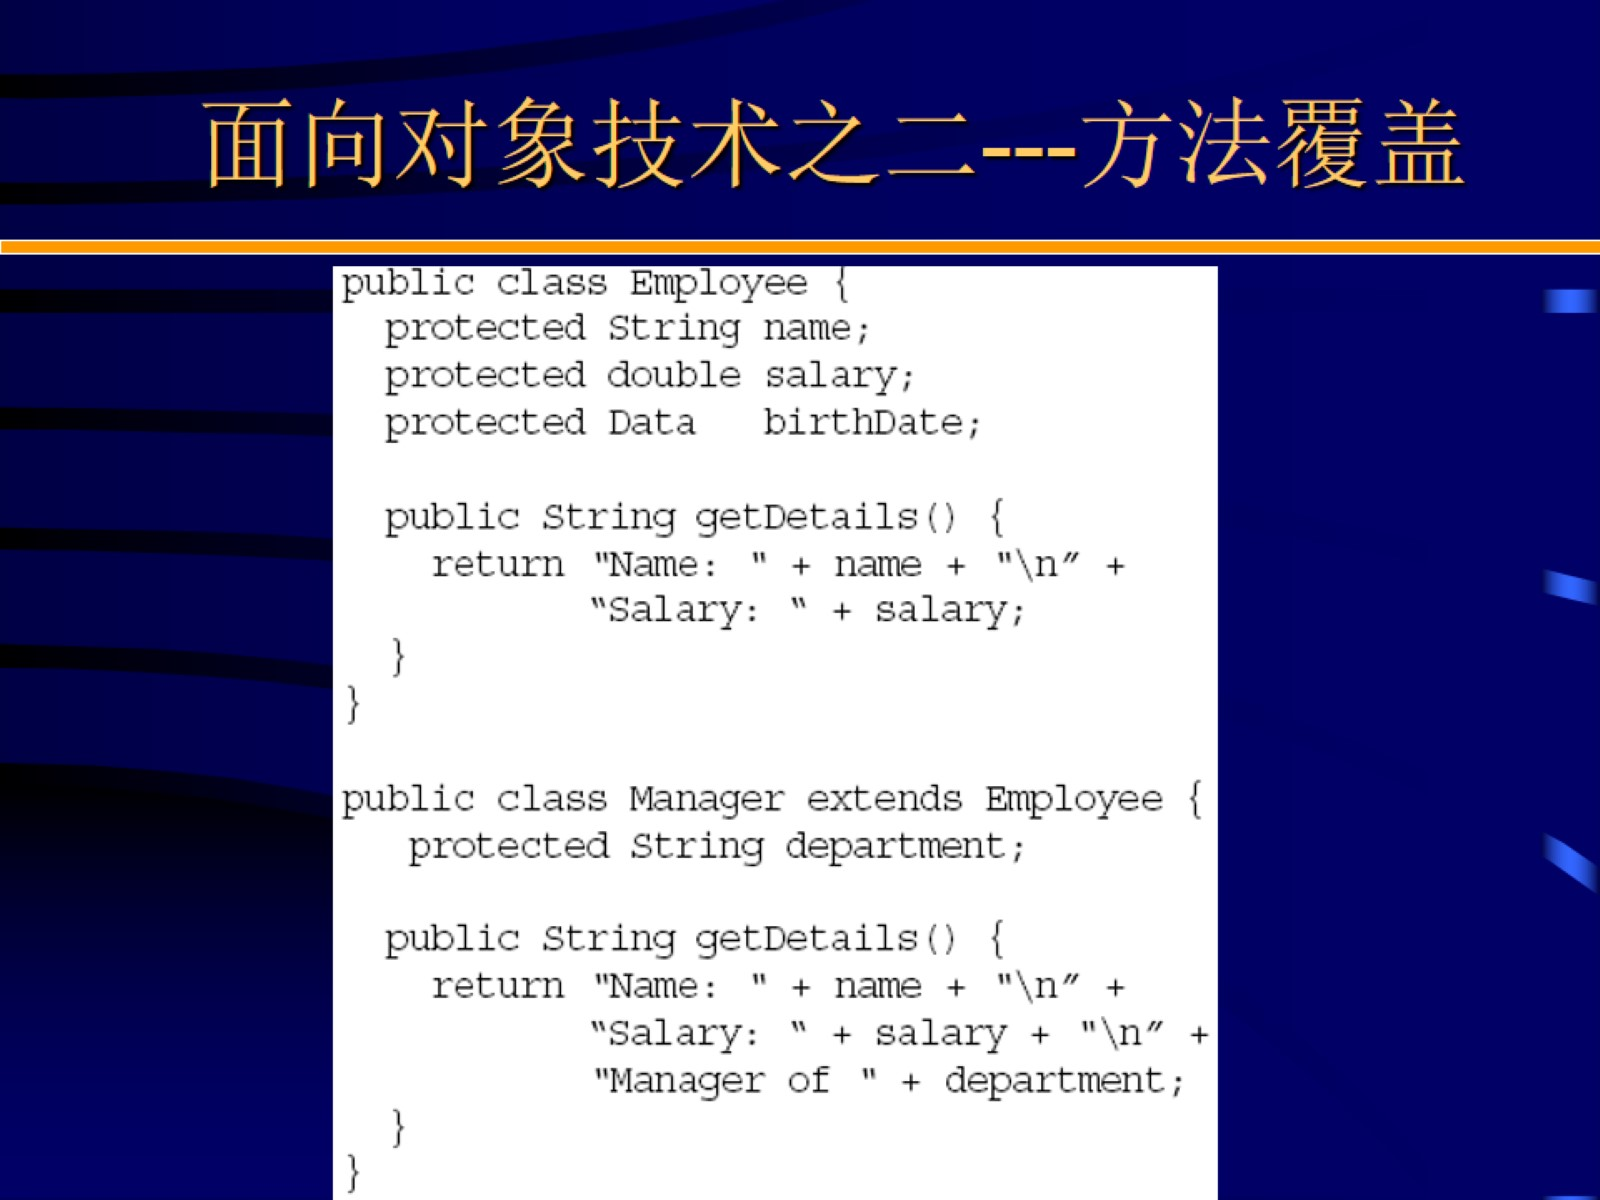 面向对象技术之二---方法覆盖
public class Employee {
protected String name;
protected double salary;
protected Data birthDate;
public String getDetails() {
return "Name: " + name + "\n” +
“Salary: “ + salary;
}
}
public class Manager extends Employee {
protected String department;
public String getDetails() {
return "Name: " + name + "\n” +
“Salary: “ + salary + "\n” +
"Manager of " + department;
}
}